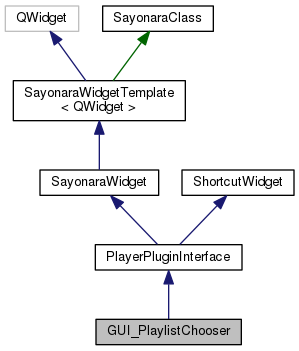 QWidget
SayonaraClass
SayonaraWidgetTemplate
< QWidget >
SayonaraWidget
ShortcutWidget
PlayerPluginInterface
GUI_PlaylistChooser